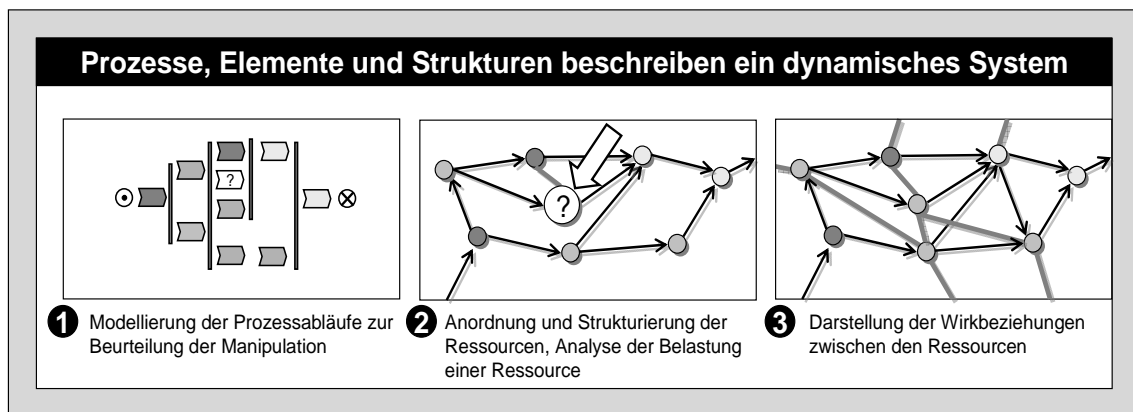 Prozesse, Elemente und Strukturen beschreiben ein dynamisches System
?
?
1 Modellierung der Prozessabläufe zur
Beurteilung der Manipulation
2 Anordnung und Strukturierung der
Ressourcen, Analyse der Belastung
einer Ressource
3 Darstellung der Wirkbeziehungen
zwischen den Ressourcen